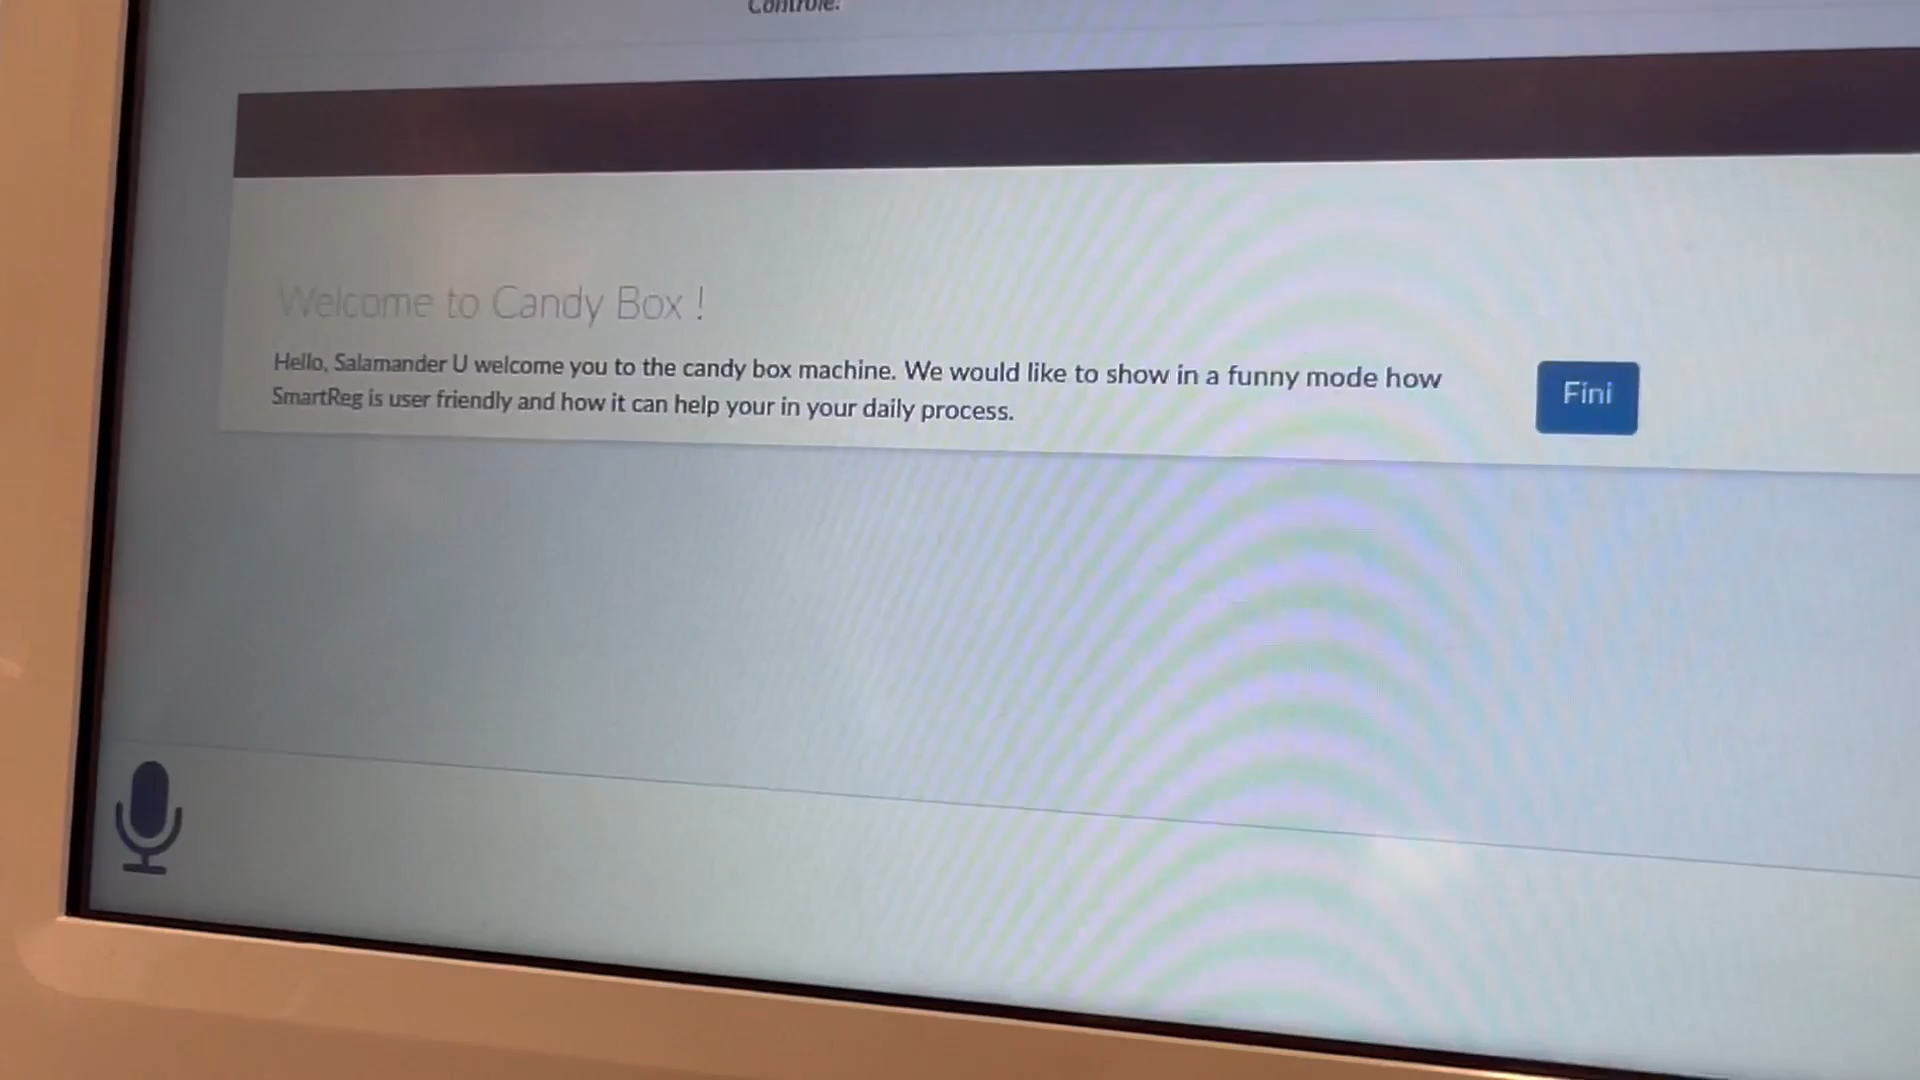 Contrôle:
Welcome to Candy Box !
Hello, Salamander U welcome you to the candy box machine. We would like to show in a funny mode how
SmartReg is user friendly and how it can help your in your daily process.
Fini